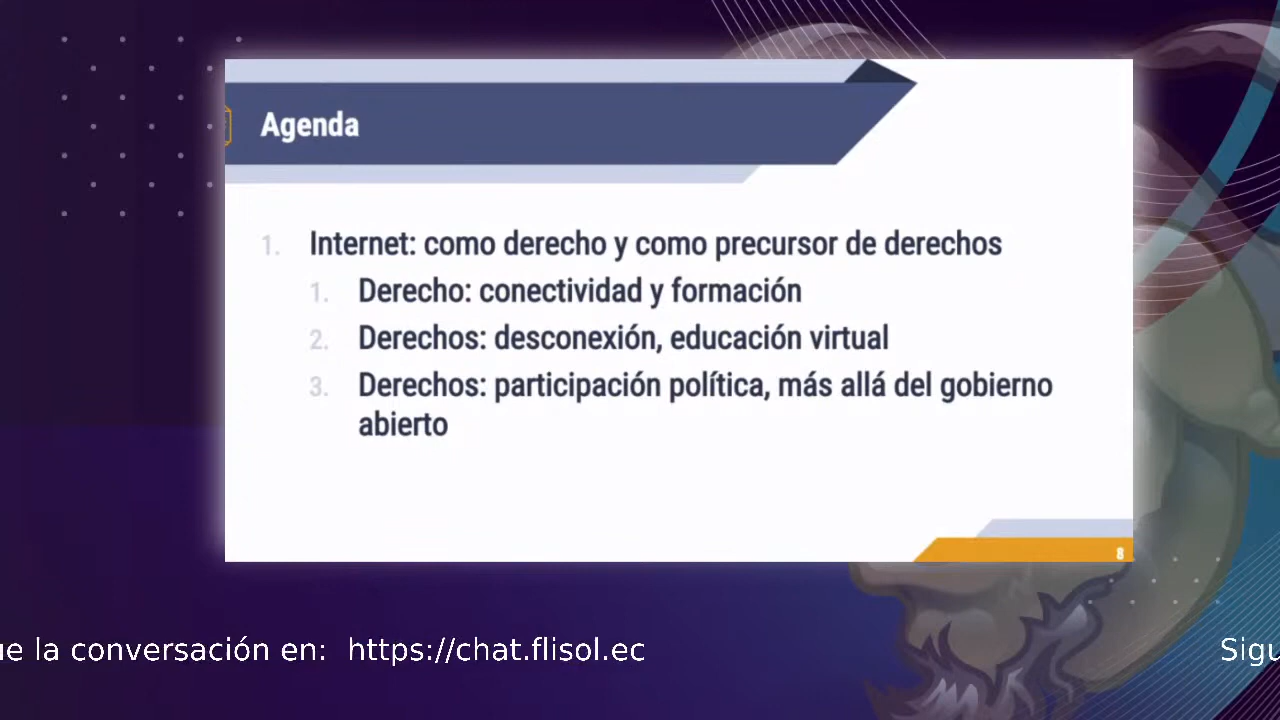 Agenda
1. Internet: como derecho y como precursor de derechos
1. Derecho: conectividad y formación
2. Derechos: desconexión, educación virtual
3. Derechos: participación política, más allá del gobierno
abierto
8
ue la conversación en: https://chat.flisol.ec
Sigu